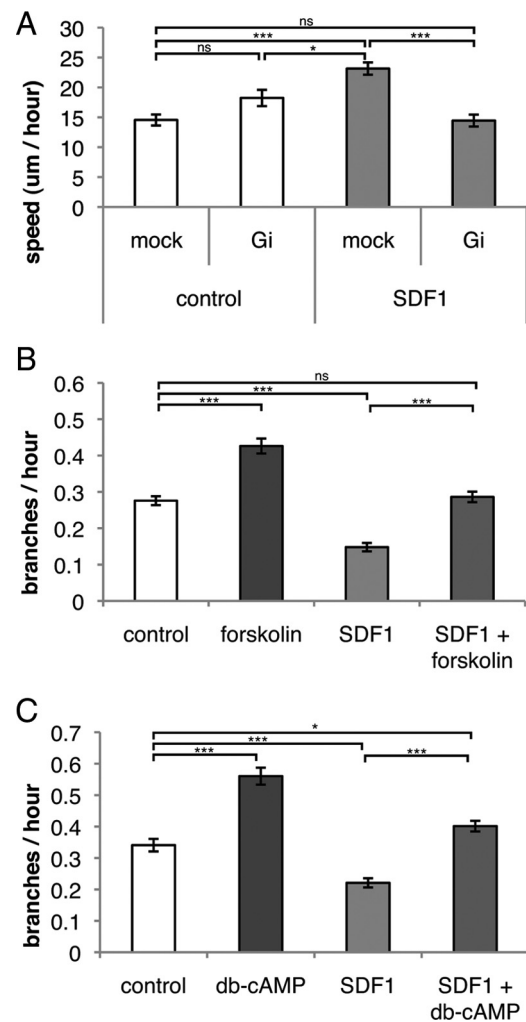 A
ns
*** ***
ns *
30
25
20
15
10
5
0
speed (um / hour)
mock Gi mock Gi
control SDF1
B
ns
***
*** ***
0.6
0.5
0.4
0.3
0.2
0.1
0
branches / hour
control forskolin SDF1 SDF1 +
forskolin
C
*
***
*** ***
0.7
0.6
0.5
0.4
0.3
0.2
0.1
0
branches / hour
control db-cAMP SDF1 SDF1 +
db-cAMP